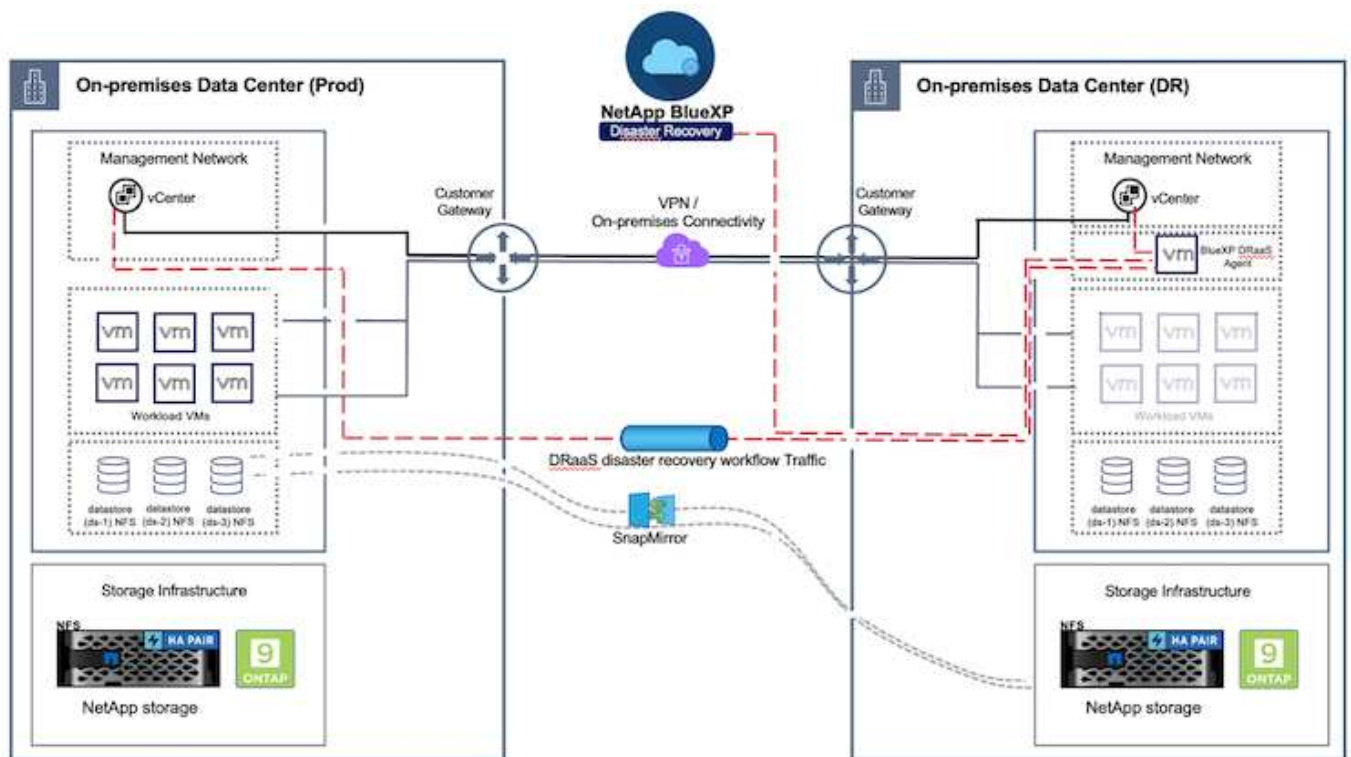 NetApp BlueXP
Disaster Recovery
On-premises Data Center (Prod)
Management Network
vCenter
Customer
Gateway
vm vm vm
vm vm vm
Workload VMs
datastore datastore datastore
(ds-1) NFS (ds-2) NFS (ds-3) NFS
Storage Infrastructure
NFS
HA PAIR
9
ONTAP
NetApp storage
VPN /
On-premises Connectivity
DRaaS disaster recovery workflow Traffic
SnapMirror
On-premises Data Center (DR)
Customer
Gateway
Management Network
vCenter
vm
BlueXP DRaaS
Agent
vm vm vm
vm vm vm
Workload VMs
datastore datastore datastore
(ds-1) NFS (ds-2) NFS (ds-3) NFS
Storage Infrastructure
NFS
HA PAIR
9
ONTAP
NetApp storage